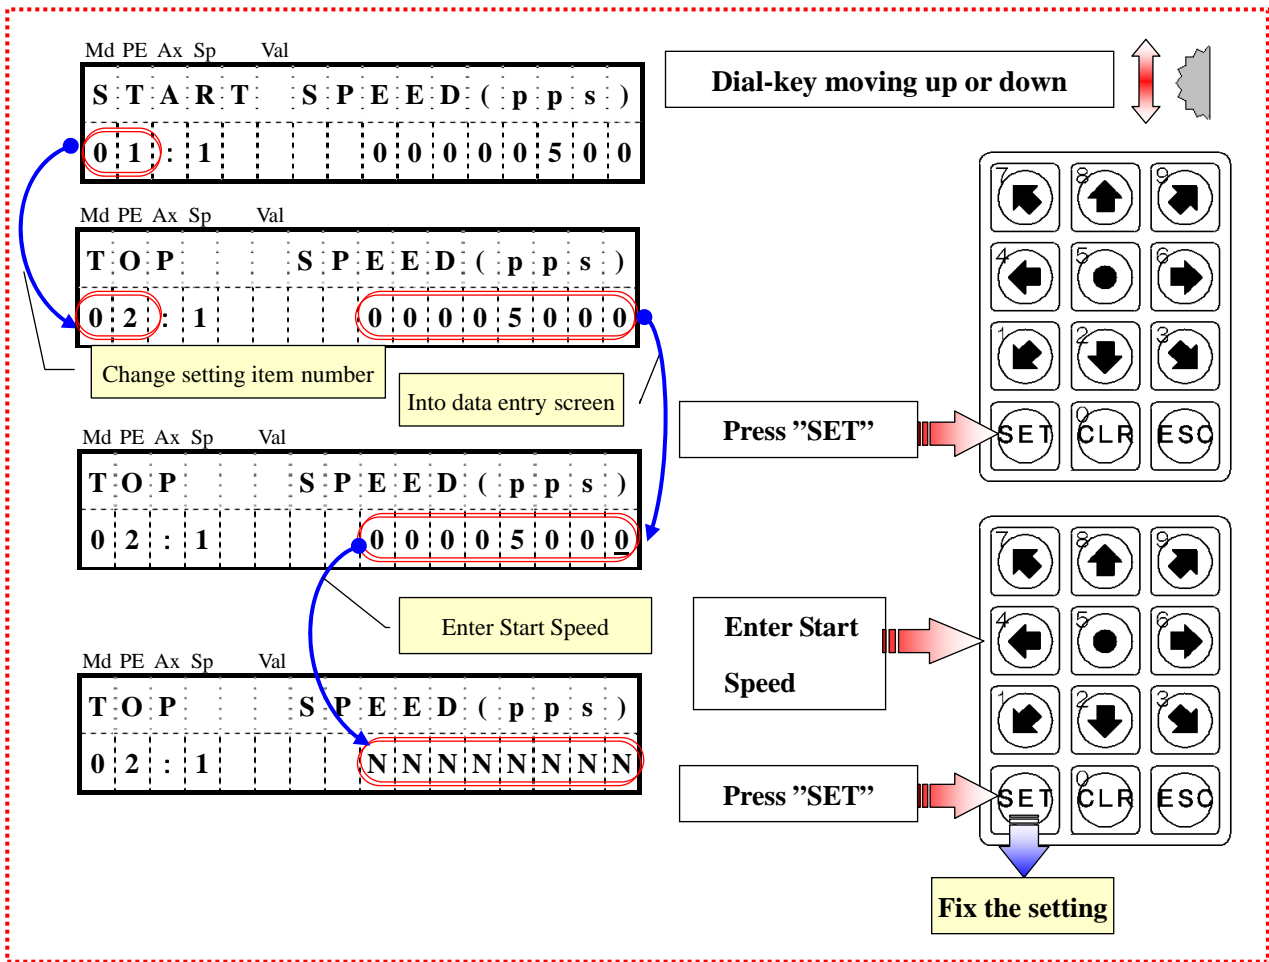 Md PE Ax Sp Val
START SPEED(pps)
01:1 00000500
Dial-key moving up or down
Md PE Ax Sp Val
TOP SPEED(pps)
02:1 00005000
Change setting item number
Into data entry screen
Press ”SET”
7 8 9
4 5 6
1 2 3
SET 0 CLR ESC
Md PE Ax Sp Val
TOP SPEED(pps)
02:1 00005000
Enter Start Speed
Enter Start
Speed
Md PE Ax Sp Val
TOP SPEED(pps)
02:1 NNNNNNNN
Press ”SET”
7 8 9
4 5 6
1 2 3
SET 0 CLR ESC
Fix the setting